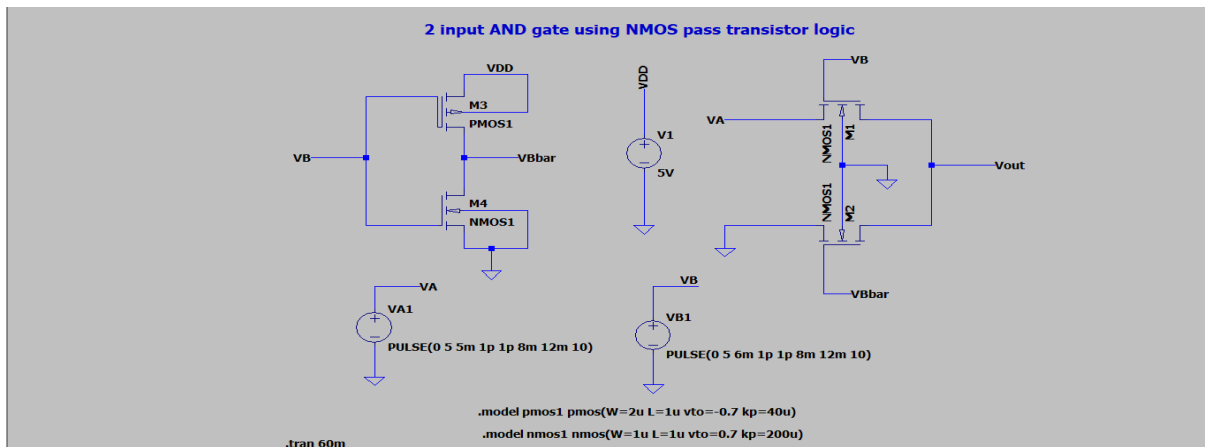 2 input AND gate using NMOS pass transistor logic
VDD
M3
PMOS1
VB
VBbar
M4
NMOS1
VDD
V1
5V
VB
VA
NMOS1
M1
Vout
NMOS1
M2
VBbar
VA
VA1
PULSE(0 5 5m 1p 1p 8m 12m 10)
VB
VB1
PULSE(0 5 6m 1p 1p 8m 12m 10)
.model pmos1 pmos(W=2u L=1u vto=-0.7 kp=40u)
.model nmos1 nmos(W=1u L=1u vto=0.7 kp=200u)
.tran 60m